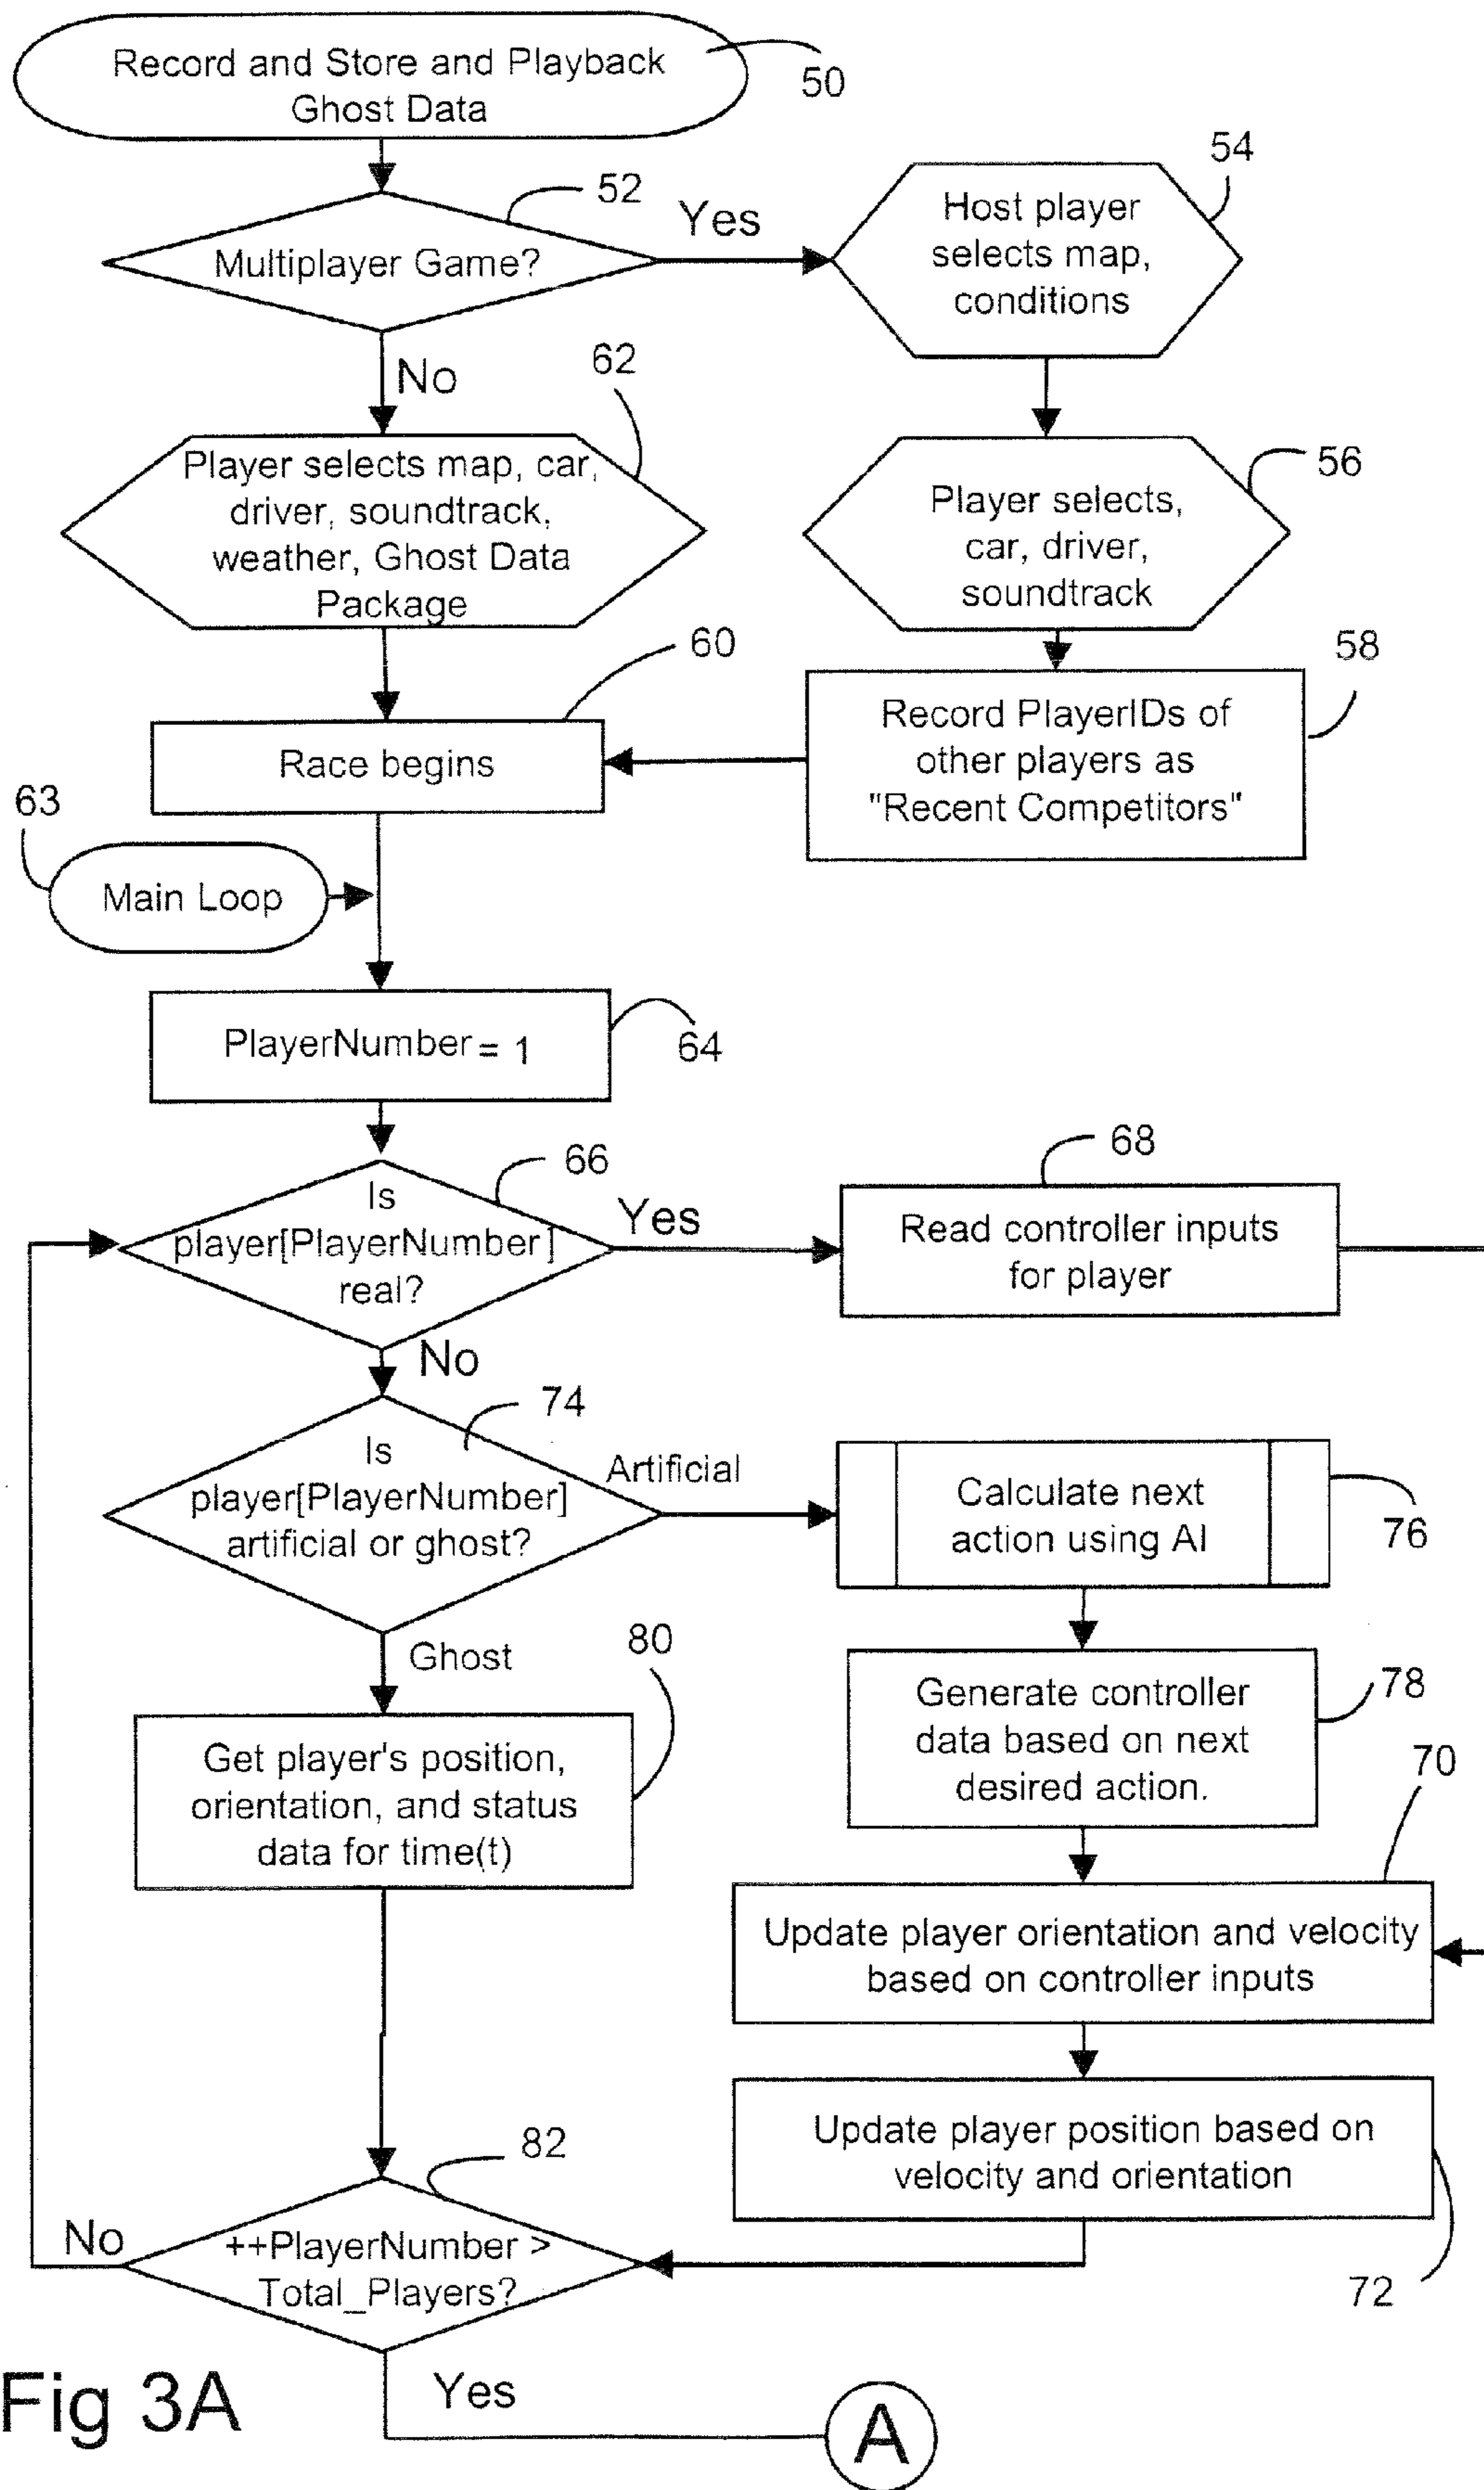 Record and Store and Playback
Ghost Data
50
52
Multiplayer Game?
Yes
54
Host player
selects map,
conditions
No
62
Player selects map, car,
driver, soundtrack,
weather, Ghost Data
Package
56
Player selects,
car, driver,
soundtrack
60
Race begins
58
Record PlayerIDs of
other players as
"Recent Competitors"
63
Main Loop
PlayerNumber = 1
64
66
Is
player[PlayerNumber]
real?
Yes
68
Read controller inputs
for player
No
74
Is
player[PlayerNumber]
artificial or ghost?
Artificial
Calculate next
action using AI
76
Ghost
80
Get player's position,
orientation, and status
data for time(t)
Generate controller
data based on next
desired action.
78
70
Update player orientation and velocity
based on controller inputs
Update player position based on
velocity and orientation
72
82
++PlayerNumber >
Total_Players?
No
Yes
A
Fig 3A